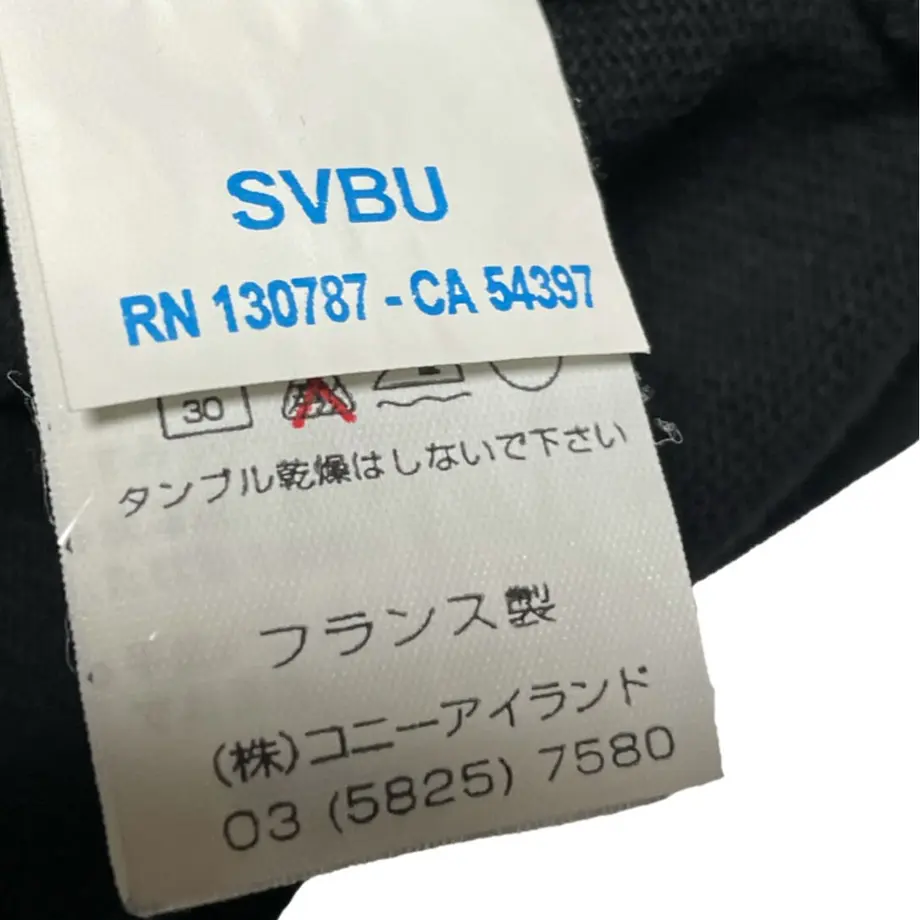 SVBU
RN 130787 - CA 54397
30
タンブル乾燥はしないで下さい
フランス製
(株)コニーアイランド
03 (5825) 7580